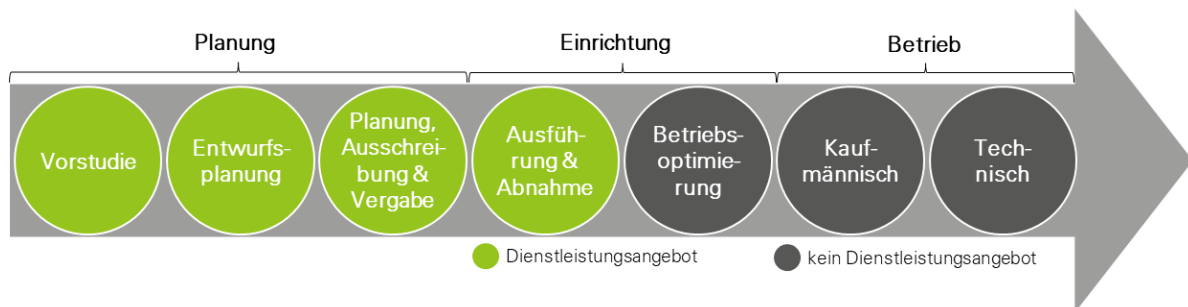 Planung
Einrichtung
Betrieb
Vorstudie
Entwurfs-
planung
Planung,
Ausschrei-
bung &
Vergabe
Ausfüh-
rung &
Abnahme
Betriebs-
optimie-
rung
Kauf-
männisch
Tech-
nisch
Dienstleistungsangebot
kein Dienstleistungsangebot